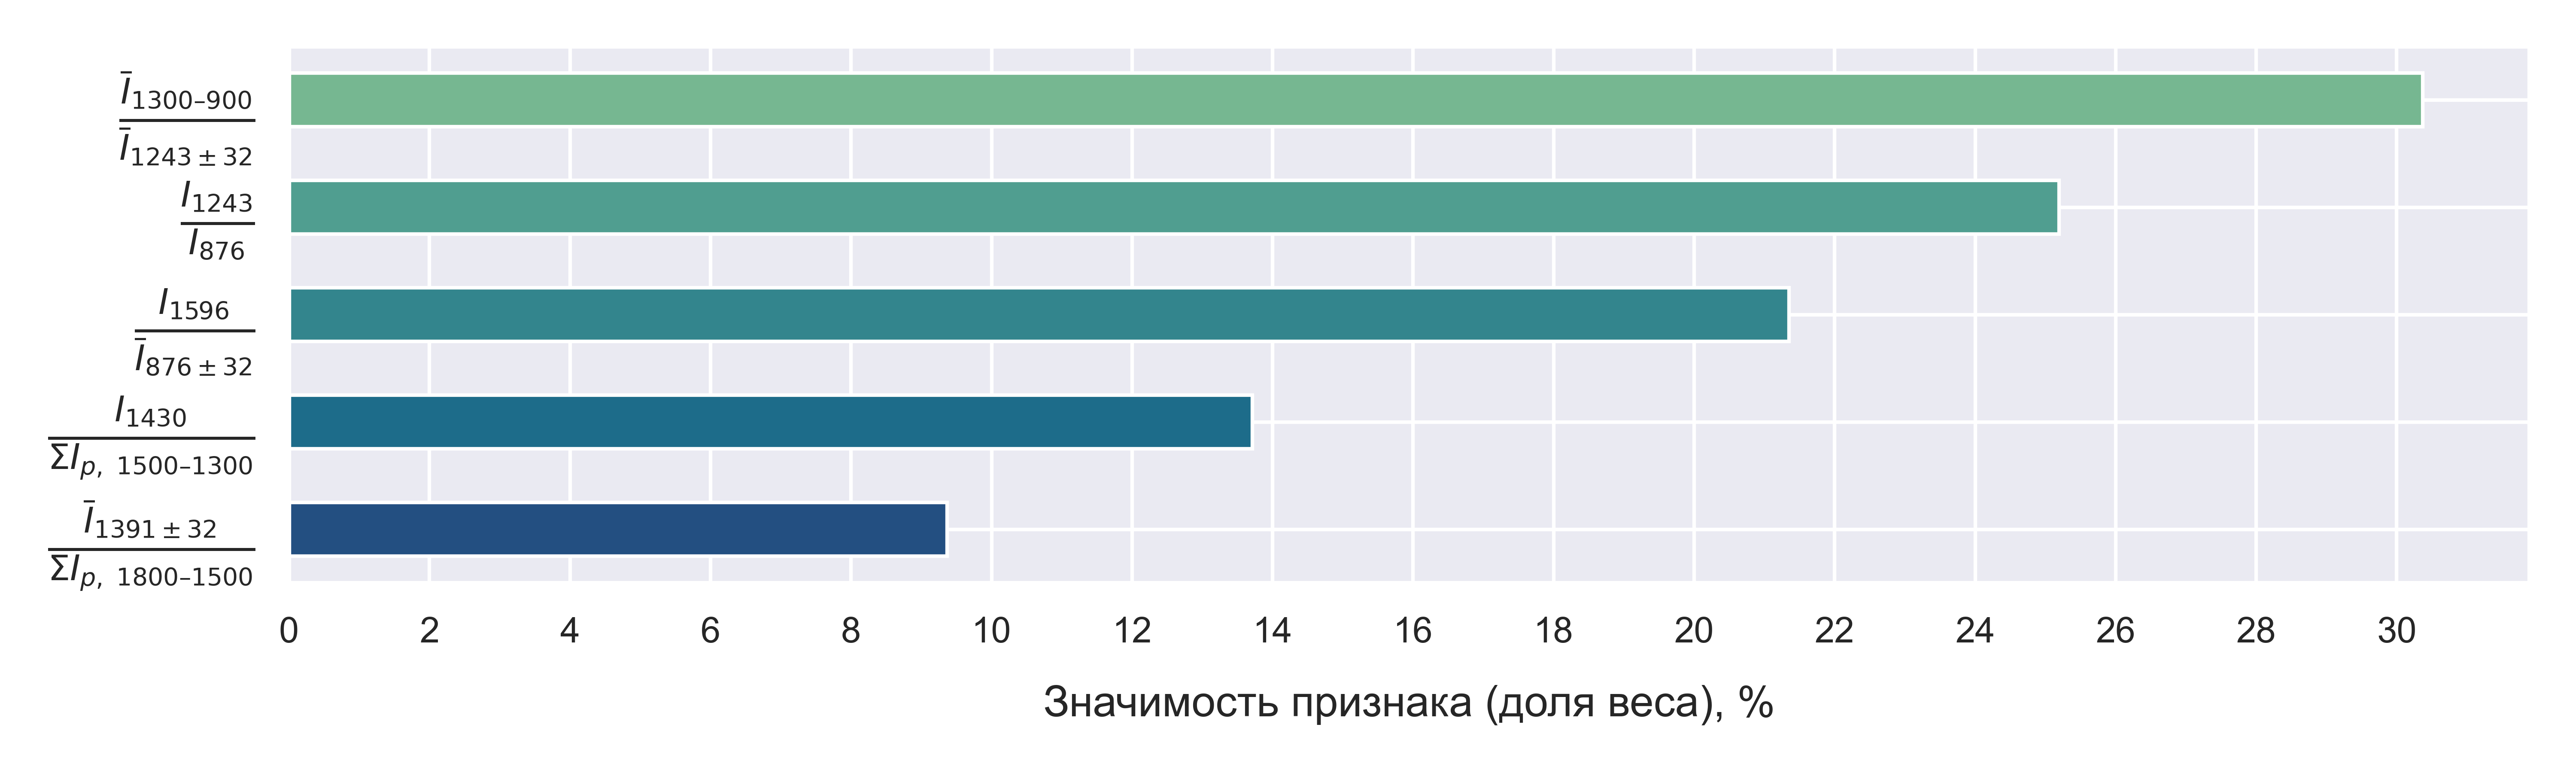 Ī1300–900
Ī1243±32
I1243
I876
I1596
Ī876±32
I1430
ΣIp, 1500–1300
Ī1391±32
ΣIp, 1800–1500
0 2 4 6 8 10 12 14 16 18 20 22 24 26 28 30
Значимость признака (доля веса), %